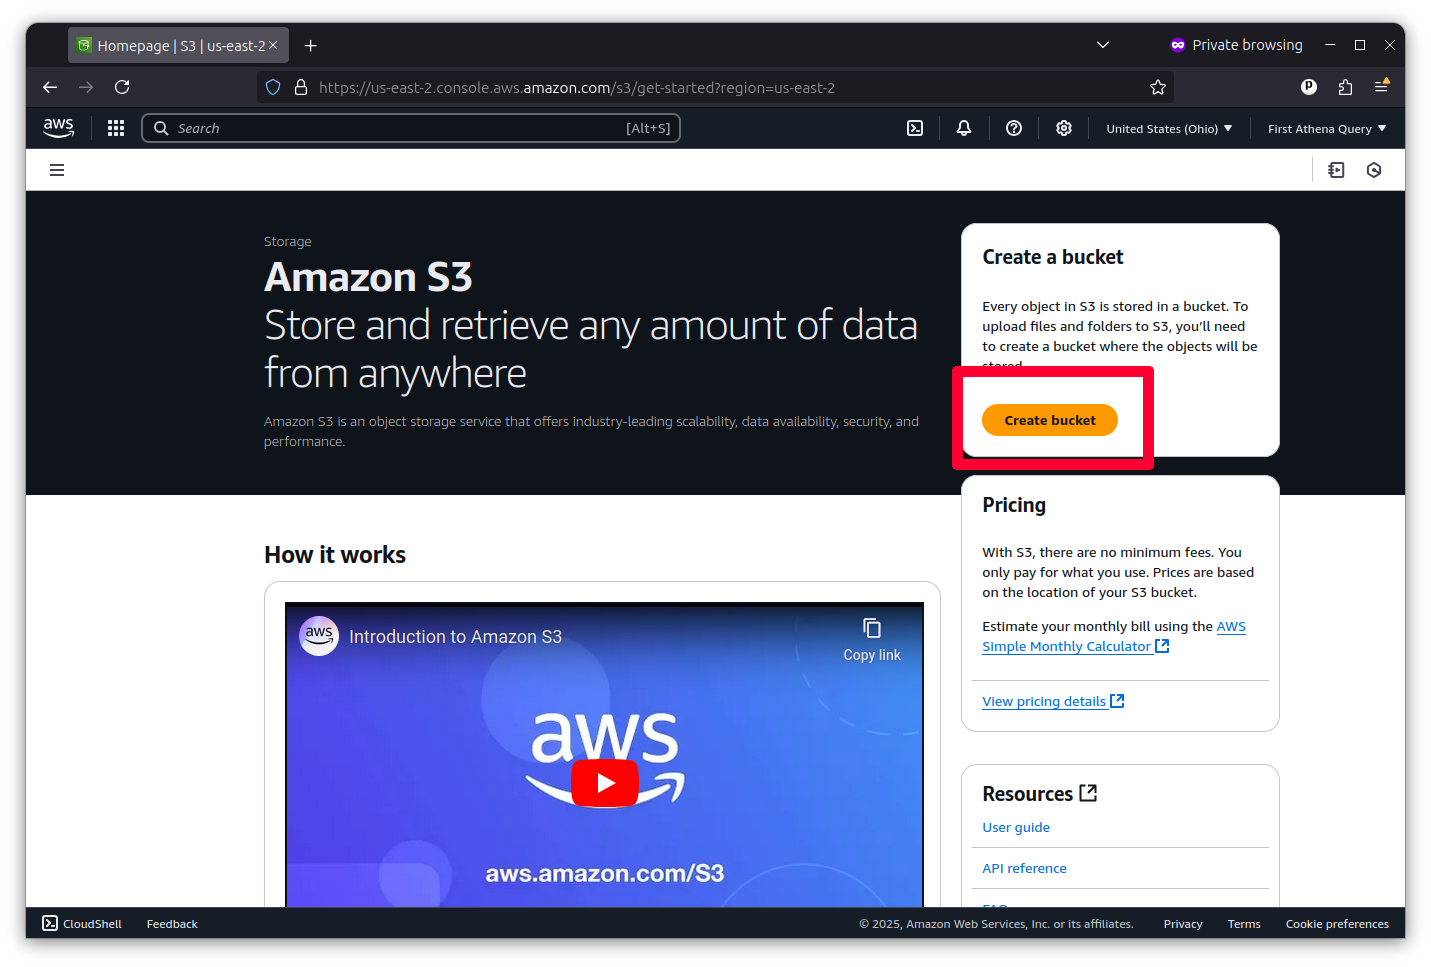 Homepage | S3 | us-east-2
Private browsing
https://us-east-2.console.aws.amazon.com/s3/get-started?region=us-east-2
aws
Search
[Alt+S]
United States (Ohio)
First Athena Query
Storage
Amazon S3
Store and retrieve any amount of data
from anywhere
Amazon S3 is an object storage service that offers industry-leading scalability, data availability, security, and
performance.
Create a bucket
Every object in S3 is stored in a bucket. To
upload files and folders to S3, you’ll need
to create a bucket where the objects will be
stored
Create bucket
Pricing
With S3, there are no minimum fees. You
only pay for what you use. Prices are based
on the location of your S3 bucket.
Estimate your monthly bill using the AWS
Simple Monthly Calculator
View pricing details
How it works
aws
Introduction to Amazon S3
Copy link
aws
aws.amazon.com/S3
Resources
User guide
API reference
CloudShell
Feedback
© 2025, Amazon Web Services, Inc. or its affiliates.
Privacy
Terms
Cookie preferences